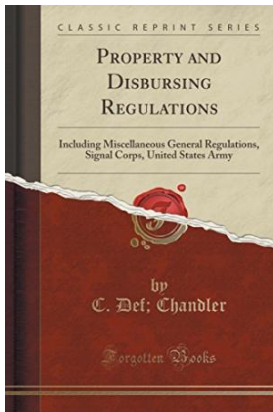 CLASSIC REPRINT SERIES
PROPERTY AND
DISBURSING
REGULATIONS
Including Miscellaneous General Regulations,
Signal Corps, United States Army
by
C. Def; Chandler
Forgotten Books